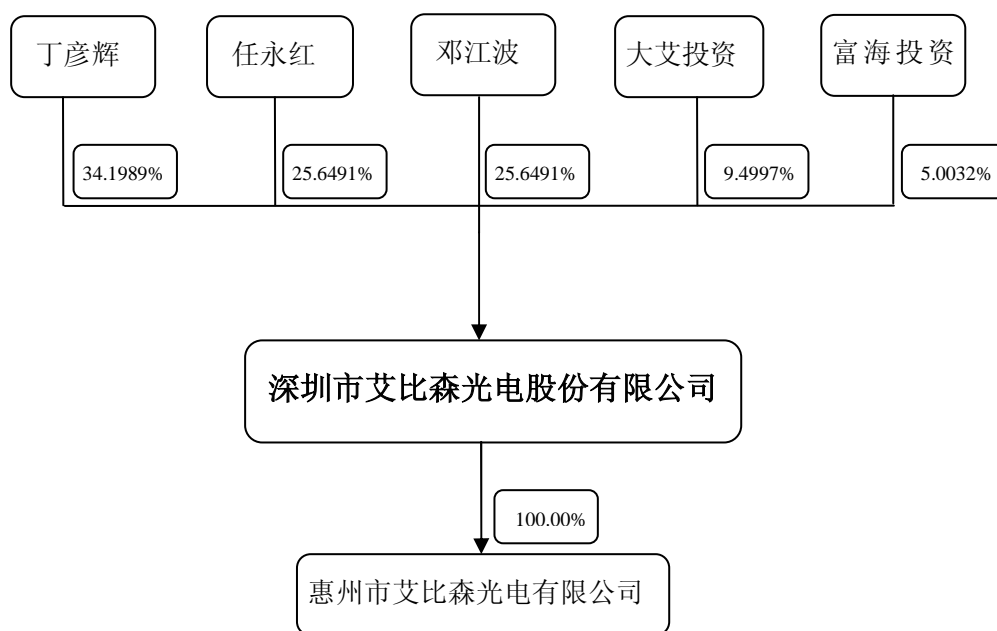 丁彦辉
任永红
邓江波
大艾投资
富海投资
34.1989%
25.6491%
25.6491%
9.4997%
5.0032%
深圳市艾比森光电股份有限公司
100.00%
惠州市艾比森光电有限公司